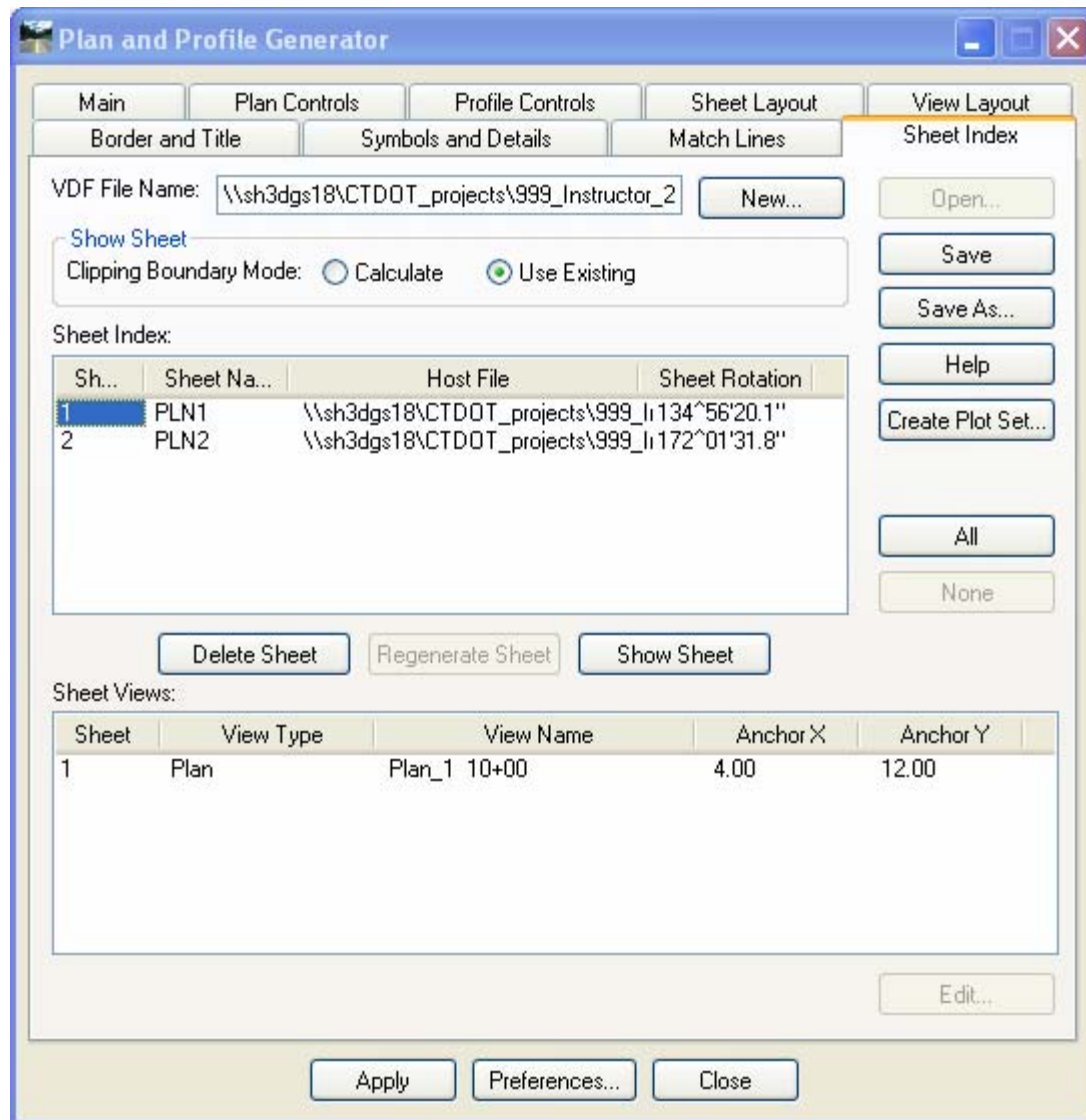 Plan and Profile Generator
Main Plan Controls Profile Controls Sheet Layout View Layout
Border and Title Symbols and Details Match Lines Sheet Index
VDF File Name: \\sh3dgs18\CTDOT_projects\999_Instructor_2 New... Open...
Show Sheet
Clipping Boundary Mode: Calculate Use Existing
Save
Save As...
Sheet Index:
Help
Sh... Sheet Na... Host File Sheet Rotation
1 PLN1 \\sh3dgs18\CTDOT_projects\999_I 134^56'20.1"
2 PLN2 \\sh3dgs18\CTDOT_projects\999_I 172^01'31.8"
Create Plot Set...
All
None
Delete Sheet Regenerate Sheet Show Sheet
Sheet Views:
Sheet View Type View Name Anchor X Anchor Y
1 Plan Plan_1 10+00 4.00 12.00
Edit...
Apply Preferences... Close